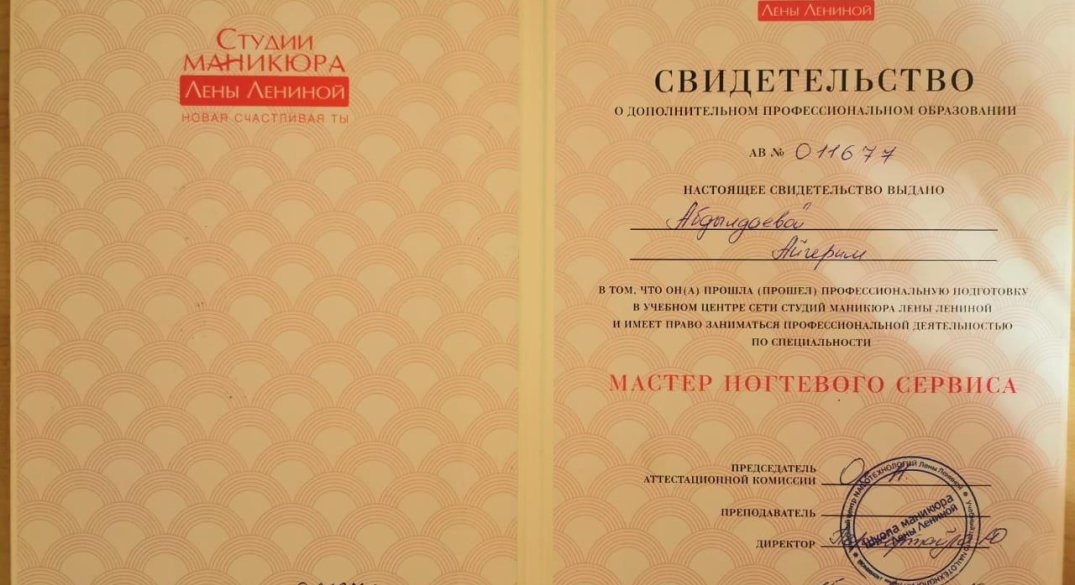 Студии
маникюра
Лены Лениной
НОВАЯ СЧАСТЛИВАЯ ТЫ
Лены Лениной
СВИДЕТЕЛЬСТВО
О ДОПОЛНИТЕЛЬНОМ ПРОФЕССИОНАЛЬНОМ ОБРАЗОВАНИИ
АВ № 011677
НАСТОЯЩЕЕ СВИДЕТЕЛЬСТВО ВЫДАНО
Абдылдаевой
Айгерим
В ТОМ, ЧТО ОН(А) ПРОШЛА (ПРОШЕЛ) ПРОФЕССИОНАЛЬНУЮ ПОДГОТОВКУ
В УЧЕБНОМ ЦЕНТРЕ СЕТИ СТУДИЙ МАНИКЮРА ЛЕНЫ ЛЕНИНОЙ
И ИМЕЕТ ПРАВО ЗАНИМАТЬСЯ ПРОФЕССИОНАЛЬНОЙ ДЕЯТЕЛЬНОСТЬЮ
ПО СПЕЦИАЛЬНОСТИ
МАСТЕР НОГТЕВОГО СЕРВИСА
ПРЕДСЕДАТЕЛЬ
АТТЕСТАЦИОННОЙ КОМИССИИ
ПРЕПОДАВАТЕЛЬ
ДИРЕКТОР
Школа маникюра
Лены Лениной